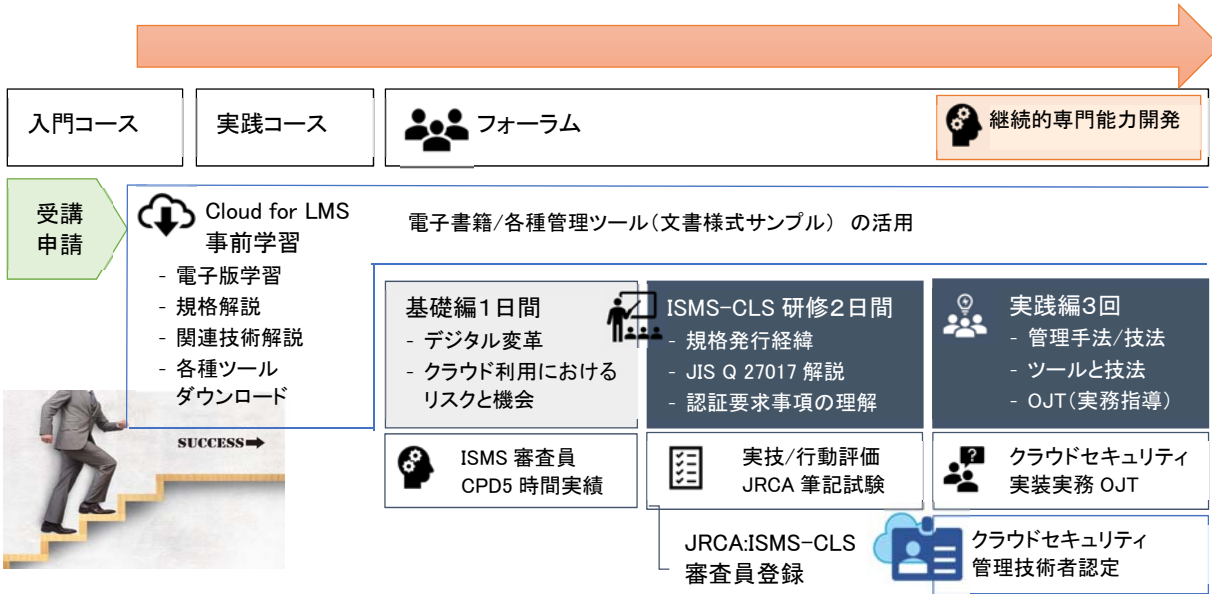 入門コース
実践コース
フォーラム
継続的専門能力開発
受講
申請
Cloud for LMS
事前学習
- 電子版学習
- 規格解説
- 関連技術解説
- 各種ツール
ダウンロード
電子書籍/各種管理ツール(文書様式サンプル) の活用
基礎編1日間
- デジタル変革
- クラウド利用における
リスクと機会
ISMS-CLS 研修2日間
- 規格発行経緯
- JIS Q 27017 解説
- 認証要求事項の理解
実践編3回
- 管理手法/技法
- ツールと技法
- OJT(実務指導)
SUCCESS
ISMS 審査員
CPD5 時間実績
実技/行動評価
JRCA 筆記試験
クラウドセキュリティ
実装実務 OJT
JRCA:ISMS-CLS
審査員登録
クラウドセキュリティ
管理技術者認定